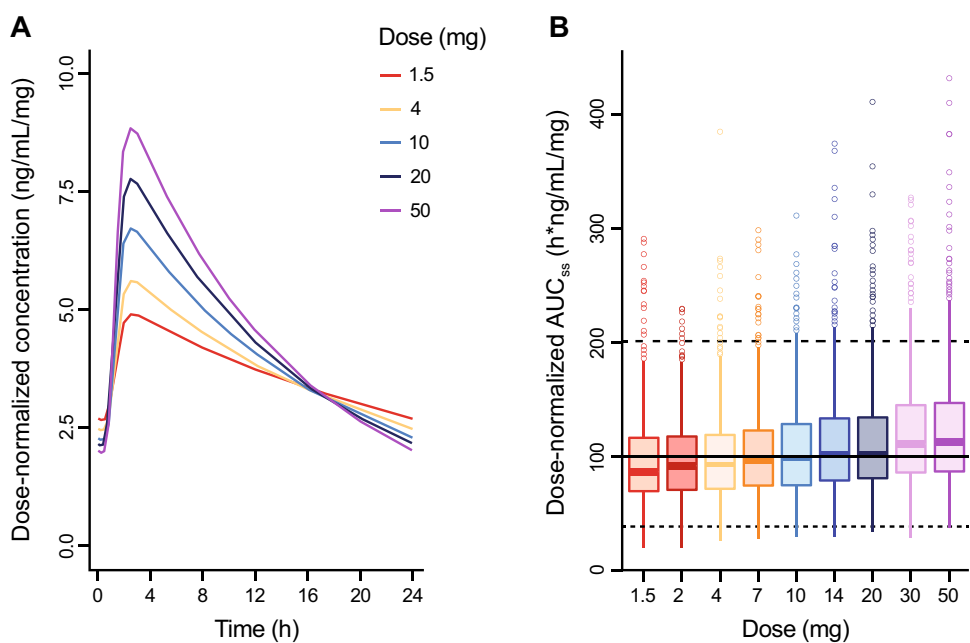 A
Dose (mg)
1.5
4
10
20
50
Dose-normalized concentration (ng/mL/mg)
10.0
7.5
5.0
2.5
0.0
0 4 8 12 16 20 24
Time (h)
B
Dose-normalized AUCss (h*ng/mL/mg)
400
300
200
100
0
1.5 2 4 7 10 14 20 30 50
Dose (mg)